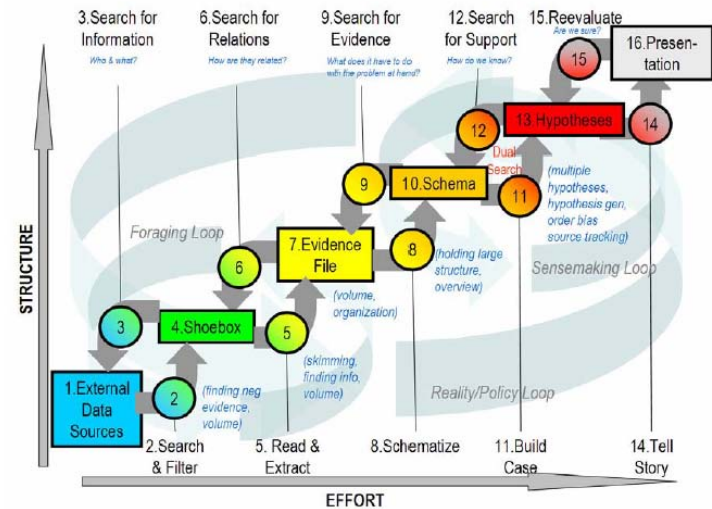 3.Search for
Information
Who & what?
6.Search for
Relations
How are they related?
9.Search for
Evidence
What does it have to do
with the problem at hand?
12.Search
for Support
How do we know?
15.Reevaluate
Are we sure?
16.Presen-
tation
15
13.Hypotheses
14
12
Dual
Search
10.Schema
11
(multiple
hypotheses,
hypothesis gen,
order bias
source tracking)
9
Foraging Loop
7.Evidence
File
8
(holding large
structure,
overview)
Sensemaking Loop
6
(volume,
organization)
3
4.Shoebox
5
(skimming,
finding info,
volume)
1.External
Data
Sources
2
(finding neg
evidence,
volume)
Reality/Policy Loop
2.Search
& Filter
5. Read &
Extract
8.Schematize
11.Build
Case
14.Tell
Story
STRUCTURE
EFFORT